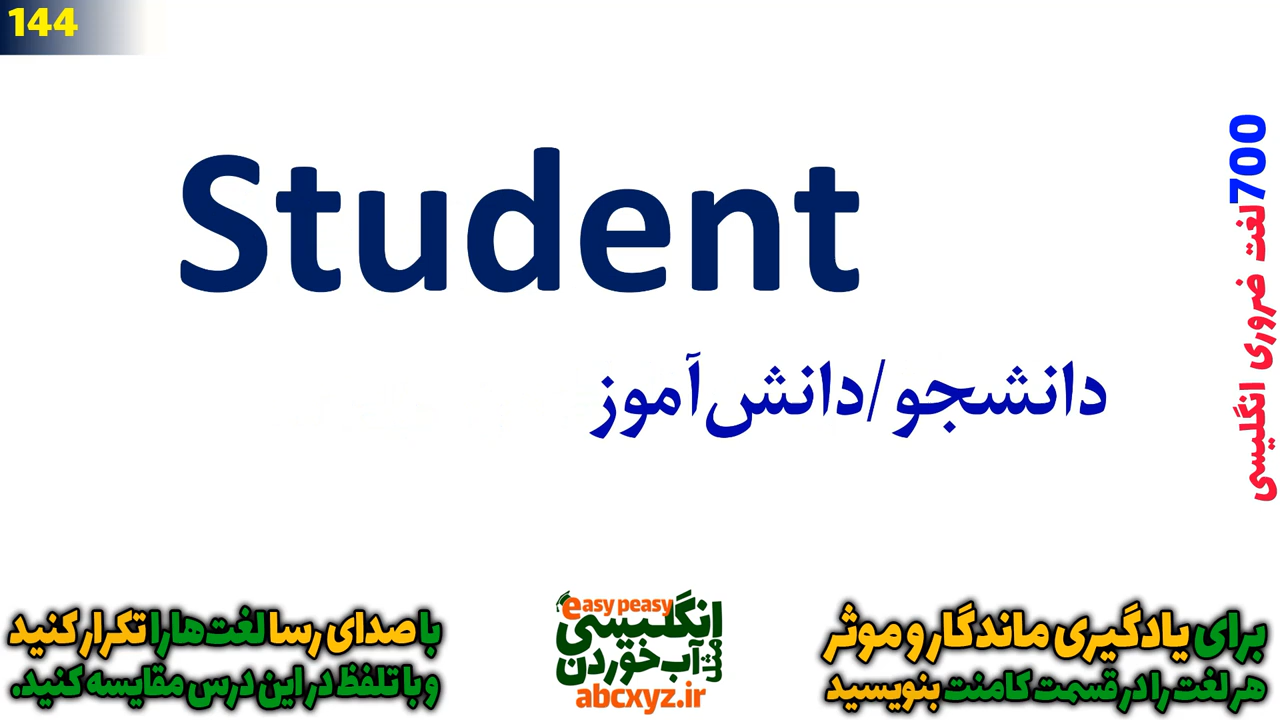 144
Student
دانشجو / دانش‌آموز
700 لغت ضروری انگلیسی
برای یادگیری ماندگار و موثر
هر لغت را در قسمت کامنت بنویسید
easy peasy
انگلیسی
مثل آب خوردن
abcxyz.ir
با صدای رسا لغت‌ها را تکرار کنید
و با تلفظ در این درس مقایسه کنید.